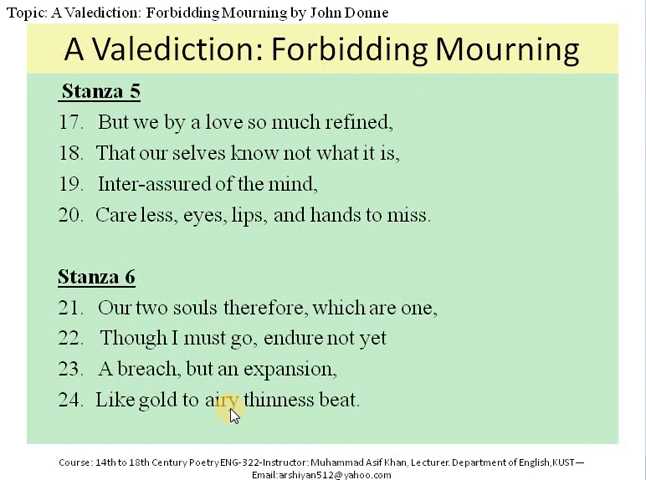 Topic: A Valediction: Forbidding Mourning by John Donne
A Valediction: Forbidding Mourning
Stanza 5
17. But we by a love so much refined,
18. That our selves know not what it is,
19. Inter-assured of the mind,
20. Care less, eyes, lips, and hands to miss.
Stanza 6
21. Our two souls therefore, which are one,
22. Though I must go, endure not yet
23. A breach, but an expansion,
24. Like gold to airy thinness beat.
Course: 14th to 18th Century Poetry ENG-322-Instructor: Muhammad Asif Khan, Lecturer. Department of English,KUST—
Email:arshiyan512@yahoo.com